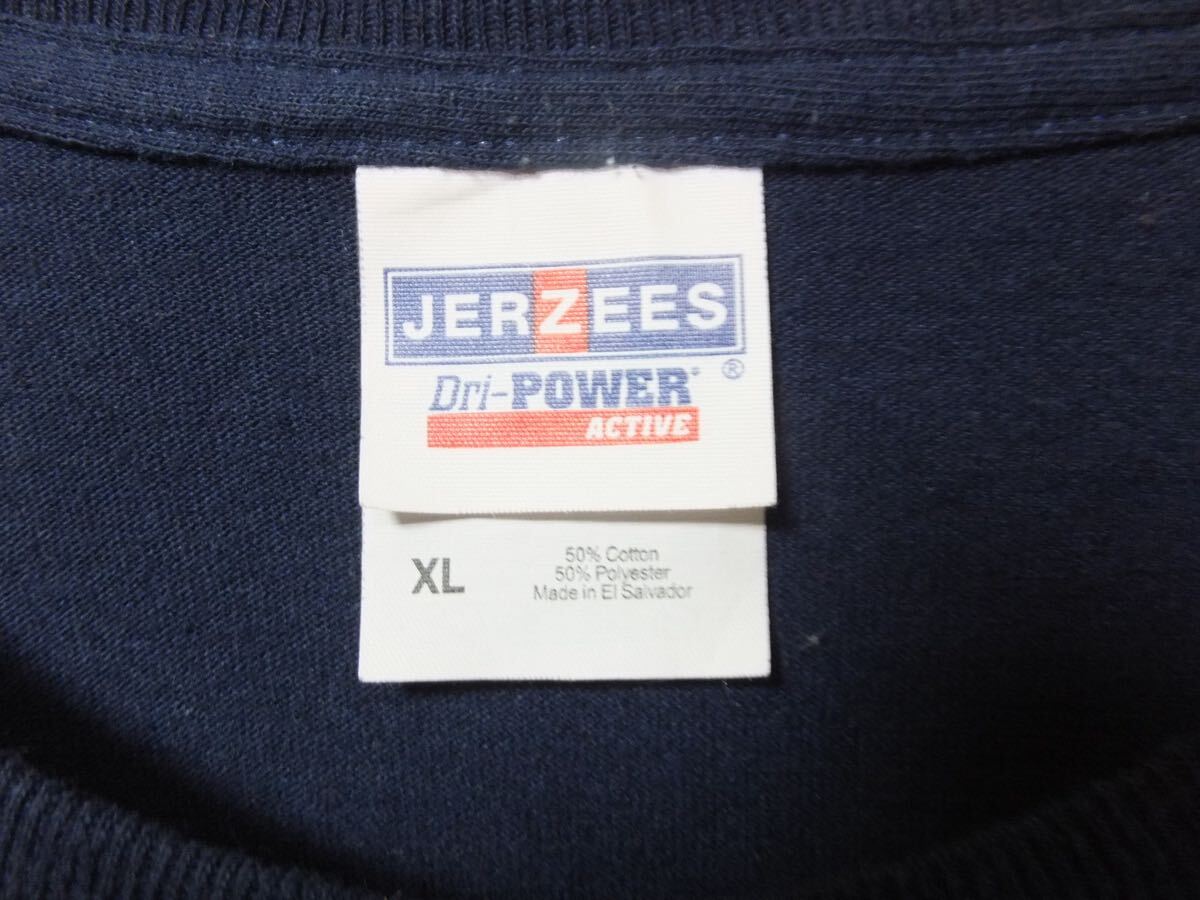 JERZEES
®
Dri-POWER®
ACTIVE
XL
50% Cotton
50% Polyester
Made in El Salvador